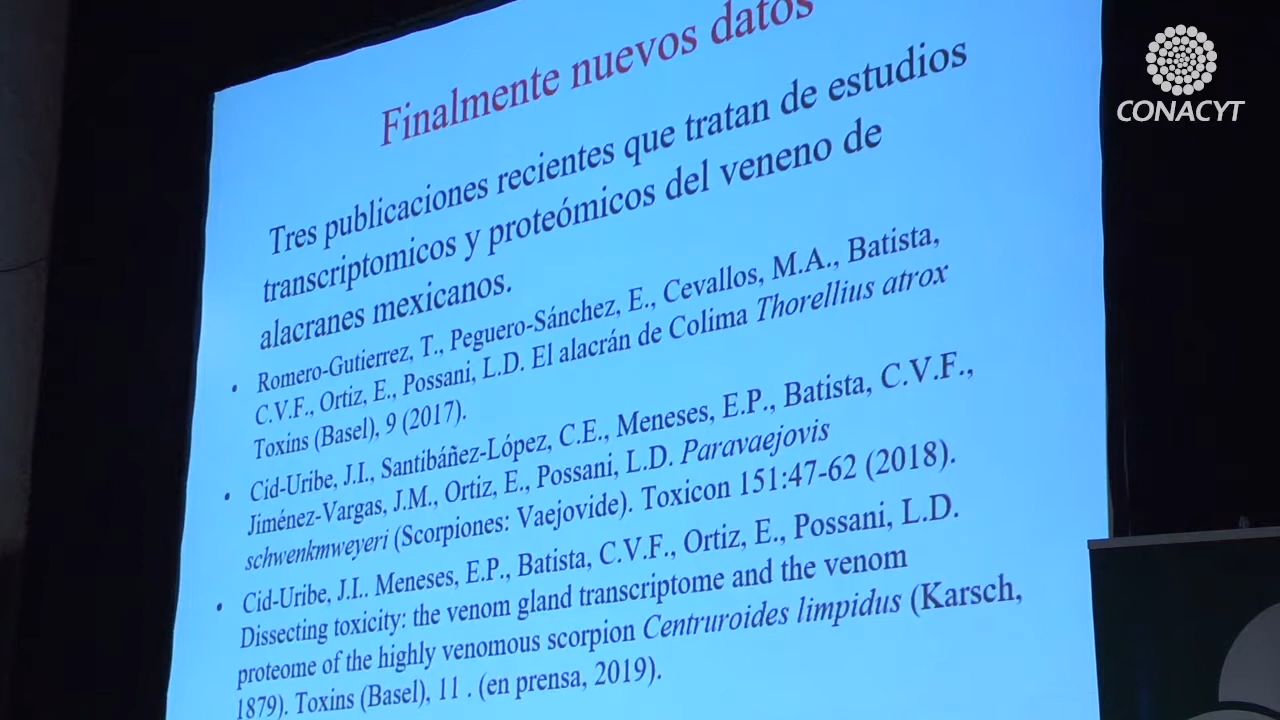 Finalmente nuevos datos
Tres publicaciones recientes que tratan de estudios
transcriptomicos y proteómicos del veneno de
alacranes mexicanos.
• Romero-Gutierrez, T., Peguero-Sánchez, E., Cevallos, M.A., Batista,
C.V.F., Ortiz, E., Possani, L.D. El alacrán de Colima Thorellius atrox
Toxins (Basel), 9 (2017).
• Cid-Uribe, J.I., Santibáñez-López, C.E., Meneses, E.P., Batista, C.V.F.,
Jiménez-Vargas, J.M., Ortiz, E., Possani, L.D. Paravaejovis
schwenkmweyeri (Scorpiones: Vaejovide). Toxicon 151:47-62 (2018).
• Cid-Uribe, J.I.. Meneses, E.P., Batista, C.V.F., Ortiz, E., Possani, L.D.
Dissecting toxicity: the venom gland transcriptome and the venom
proteome of the highly venomous scorpion Centruroides limpidus (Karsch,
1879). Toxins (Basel), 11 . (en prensa, 2019).
CONACYT